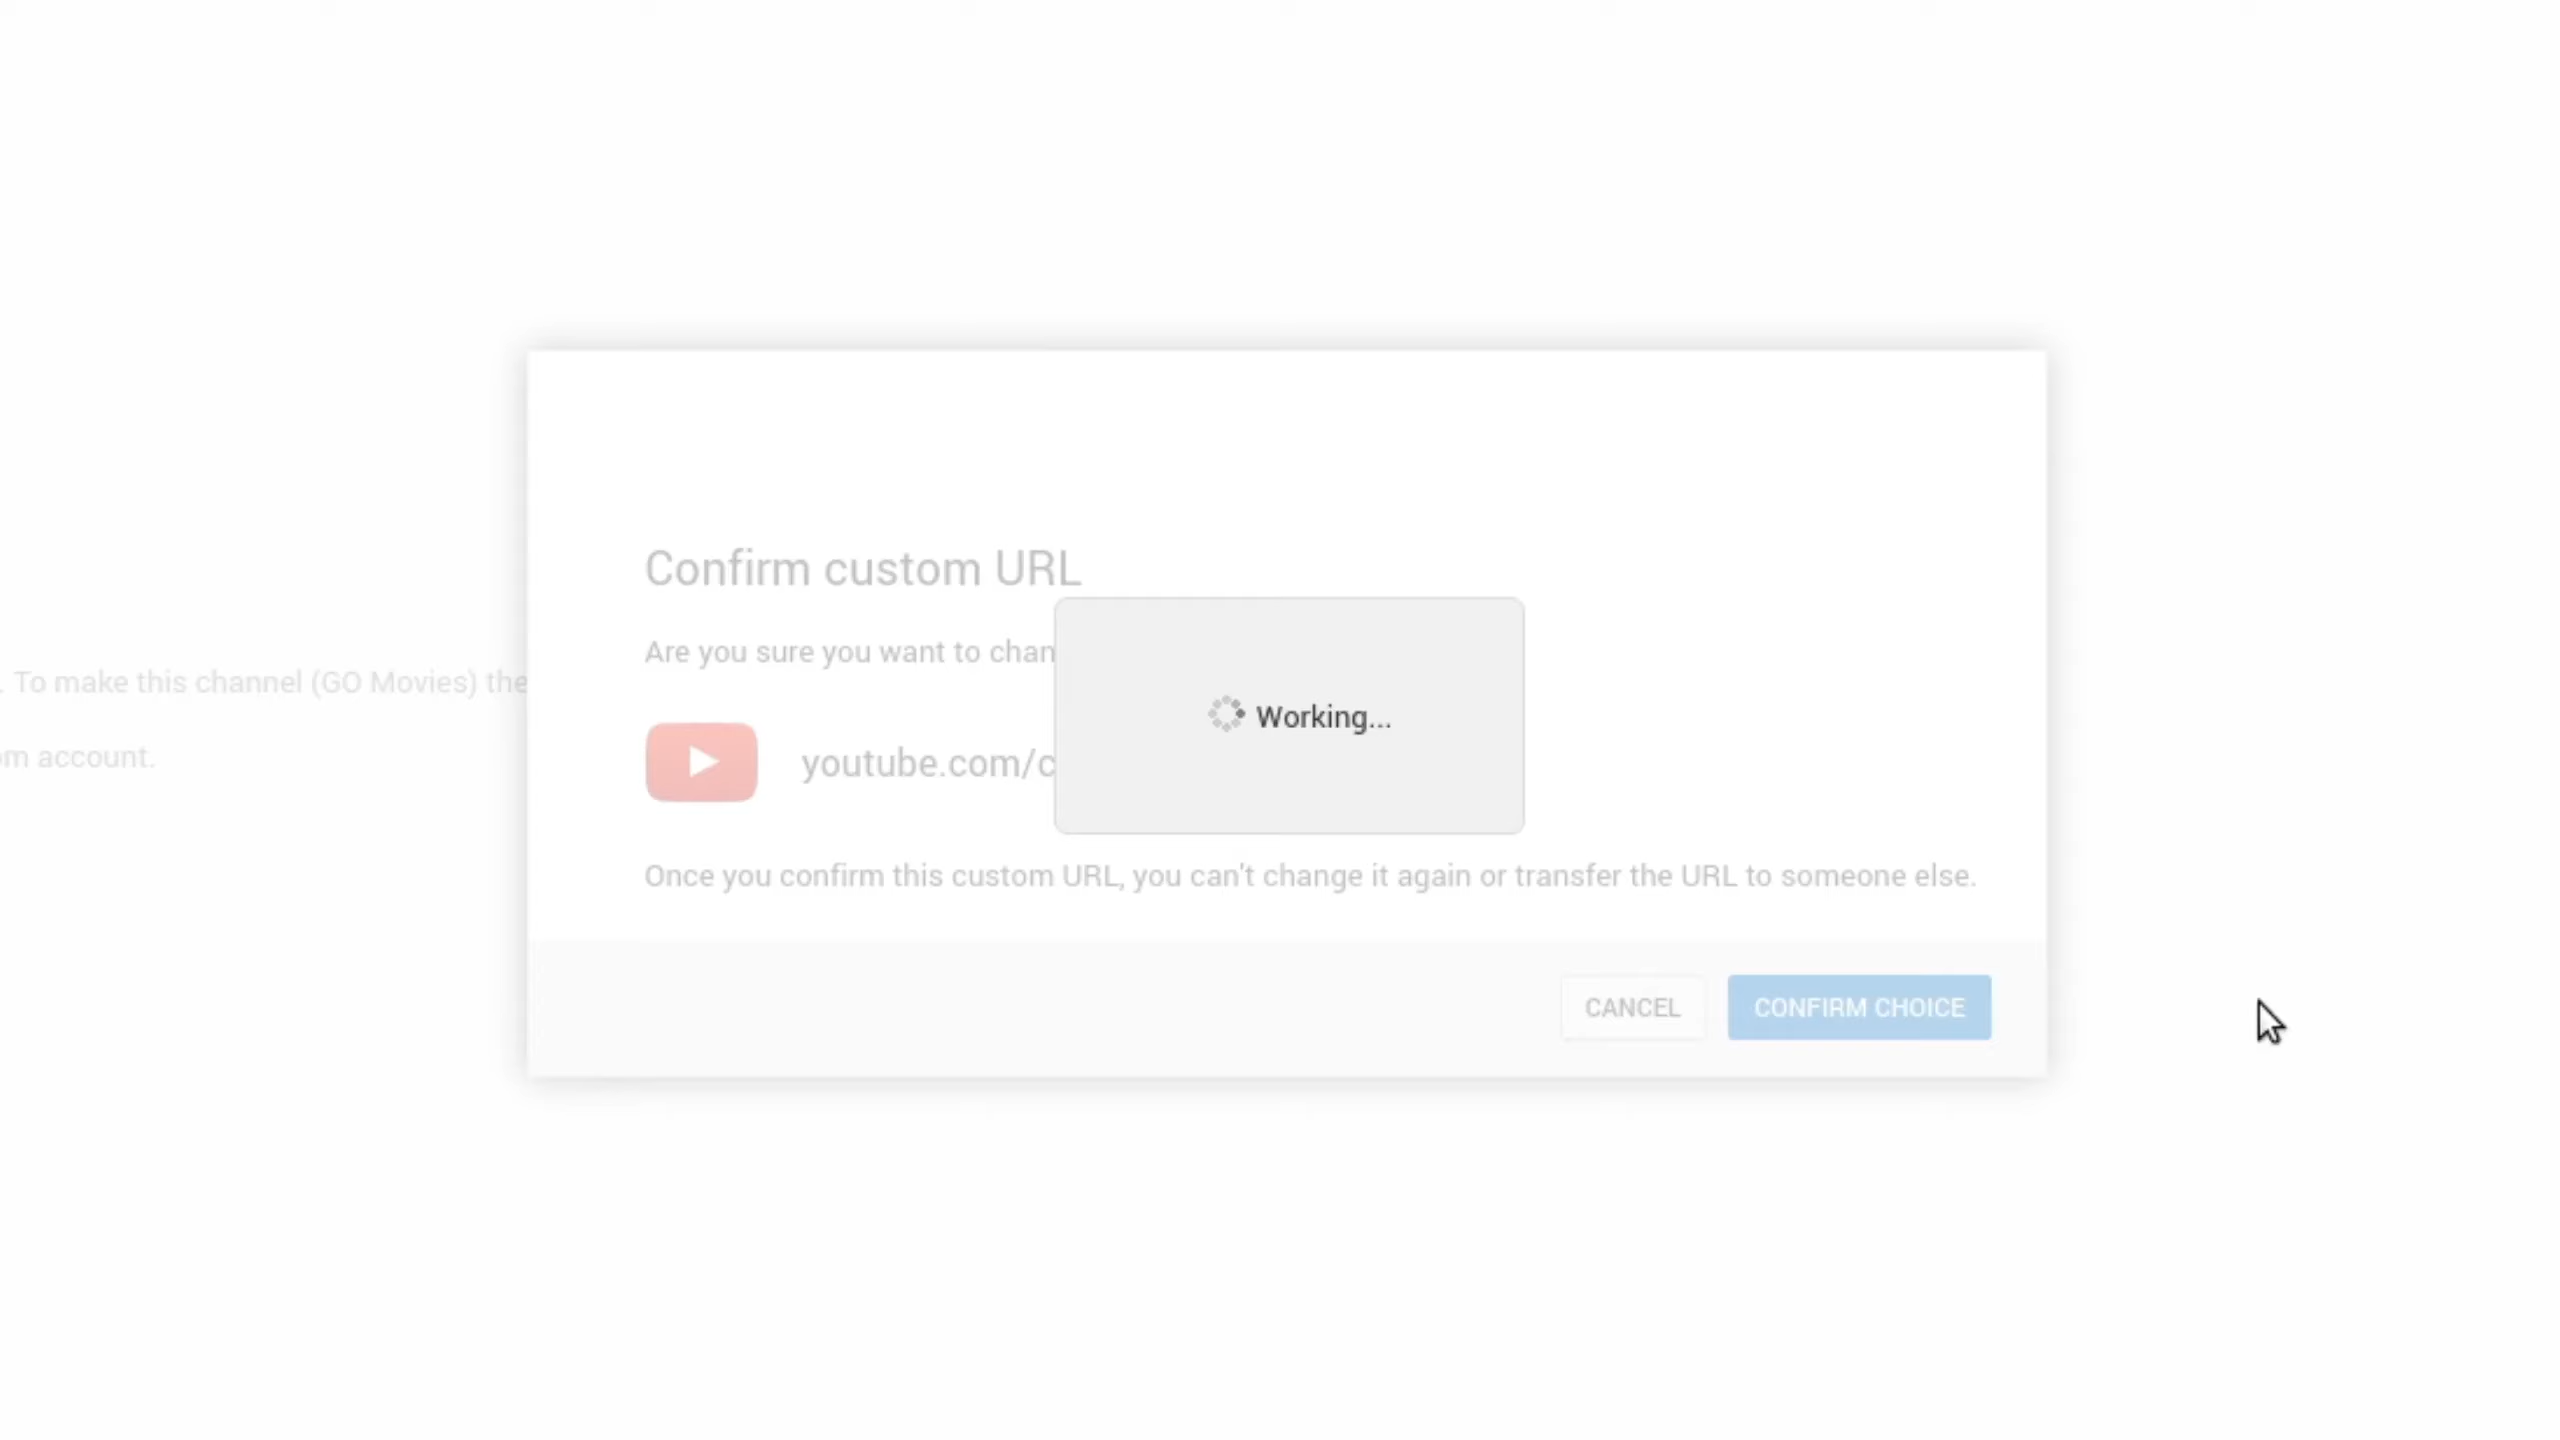 Confirm custom URL
Are you sure you want to chan
. To make this channel (GO Movies) the
Working...
om account.
youtube.com/c
Once you confirm this custom URL, you can't change it again or transfer the URL to someone else.
CANCEL
CONFIRM CHOICE